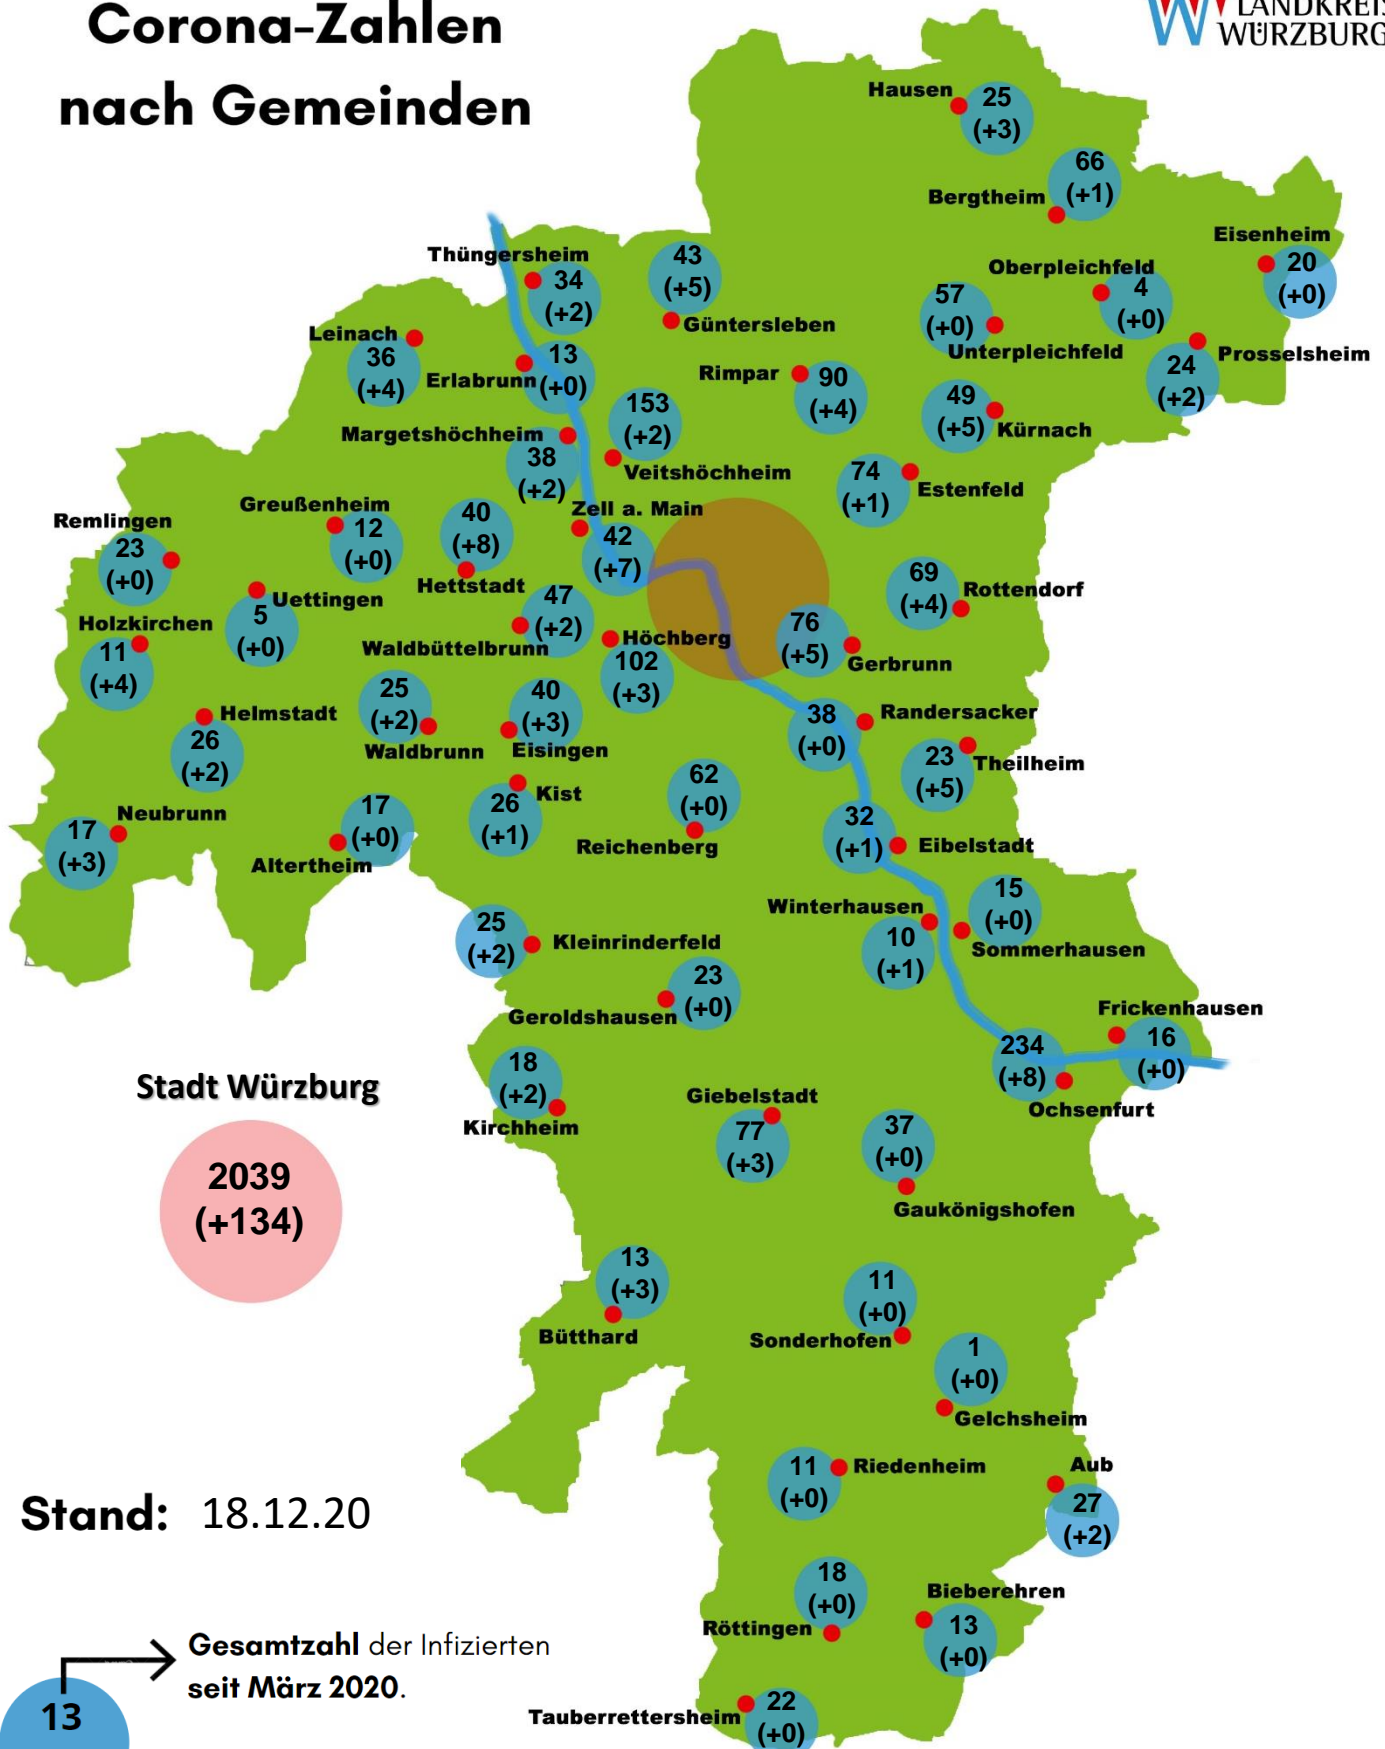 Corona-Zahlen
nach Gemeinden
LANDKREIS
WÜRZBURG
Hausen
25
(+3)
66
(+1)
Bergtheim
Eisenheim
20
(+0)
Thüngersheim
34
(+2)
43
(+5)
Güntersleben
Oberpleichfeld
4
(+0)
57
(+0)
Unterpleichfeld
Prosselsheim
24
(+2)
Leinach
36
(+4)
Erlabrunn
13
(+0)
Rimpar
90
(+4)
49
(+5)
Kürnach
153
(+2)
Veitshöchheim
Margetshöchheim
38
(+2)
74
(+1)
Estenfeld
Remlingen
23
(+0)
Greußenheim
12
(+0)
40
(+8)
Hettstadt
Zell a. Main
42
(+7)
69
(+4)
Rottendorf
Uettingen
5
(+0)
Holzkirchen
11
(+4)
47
(+2)
Waldbüttelbrunn
Höchberg
102
(+3)
76
(+5)
Gerbrunn
Helmstadt
26
(+2)
25
(+2)
Waldbrunn
40
(+3)
Eisingen
38
(+0)
Randersacker
23
(+5)
Theilheim
Neubrunn
17
(+3)
17
(+0)
Altertheim
Kist
26
(+1)
62
(+0)
Reichenberg
32
(+1)
Eibelstadt
Winterhausen
10
(+1)
15
(+0)
Sommerhausen
25
(+2)
Kleinrinderfeld
23
(+0)
Geroldshausen
Frickenhausen
16
(+0)
234
(+8)
Ochsenfurt
Stadt Würzburg
2039
(+134)
18
(+2)
Kirchheim
Giebelstadt
77
(+3)
37
(+0)
Gaukönigshofen
13
(+3)
Bütthard
11
(+0)
Sonderhofen
1
(+0)
Gelchsheim
11
(+0)
Riedenheim
Aub
27
(+2)
Stand: 18.12.20
18
(+0)
Röttingen
Bieberehren
13
(+0)
Gesamtzahl der Infizierten
seit März 2020.
13
Tauberrettersheim
22
(+0)